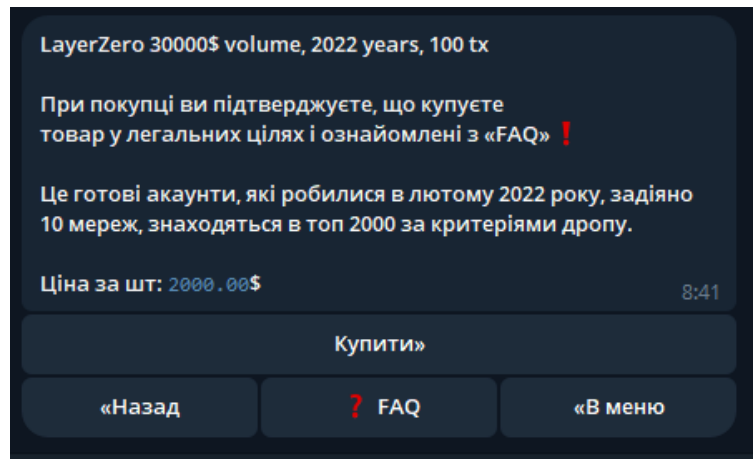 LayerZero 30000$ volume, 2022 years, 100 tx
При покупці ви підтверджуєте, що купуєте
товар у легальних цілях і ознайомлені з «FAQ»❗
Це готові акаунти, які робилися в лютому 2022 року, задіяно
10 мереж, знаходяться в топ 2000 за критеріями дропу.
Ціна за шт: 2000.00$
8:41
Купити»
«Назад
❓ FAQ
«В меню